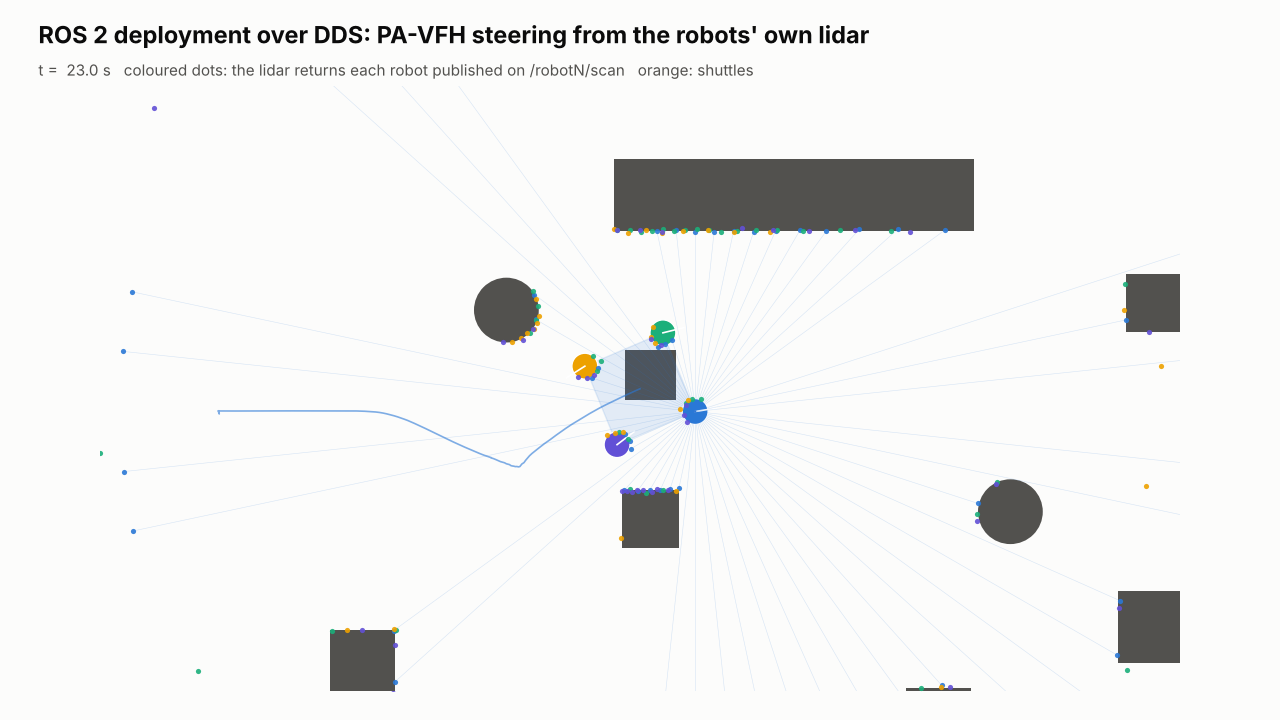 ROS 2 deployment over DDS: PA-VFH steering from the robots' own lidar
t =  23.0 s   coloured dots: the lidar returns each robot published on /robotN/scan   orange: shuttles